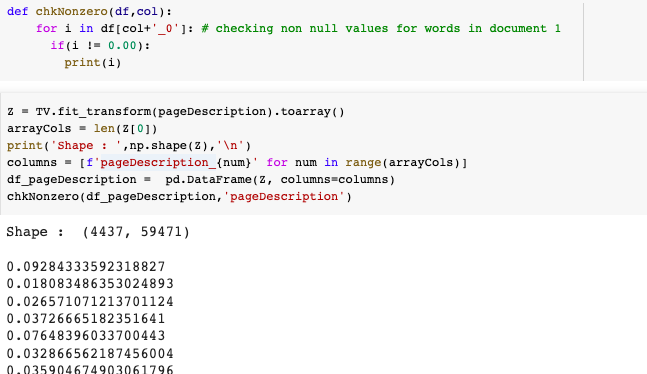 def chkNonzero(df,col):
for i in df[col+'_0']: # checking non null values for words in document 1
if(i != 0.00):
print(i)
Z = TV.fit_transform(pageDescription).toarray()
arrayCols = len(Z[0])
print('Shape : ',np.shape(Z),'\n')
columns = [f'pageDescription_{num}' for num in range(arrayCols)]
df_pageDescription =  pd.DataFrame(Z, columns=columns)
chkNonzero(df_pageDescription,'pageDescription')
Shape :  (4437, 59471)
0.09284333592318827
0.018083486353024893
0.026571071213701124
0.03726665182351641
0.07648396033700443
0.032866562187456004
0.035904674903061796